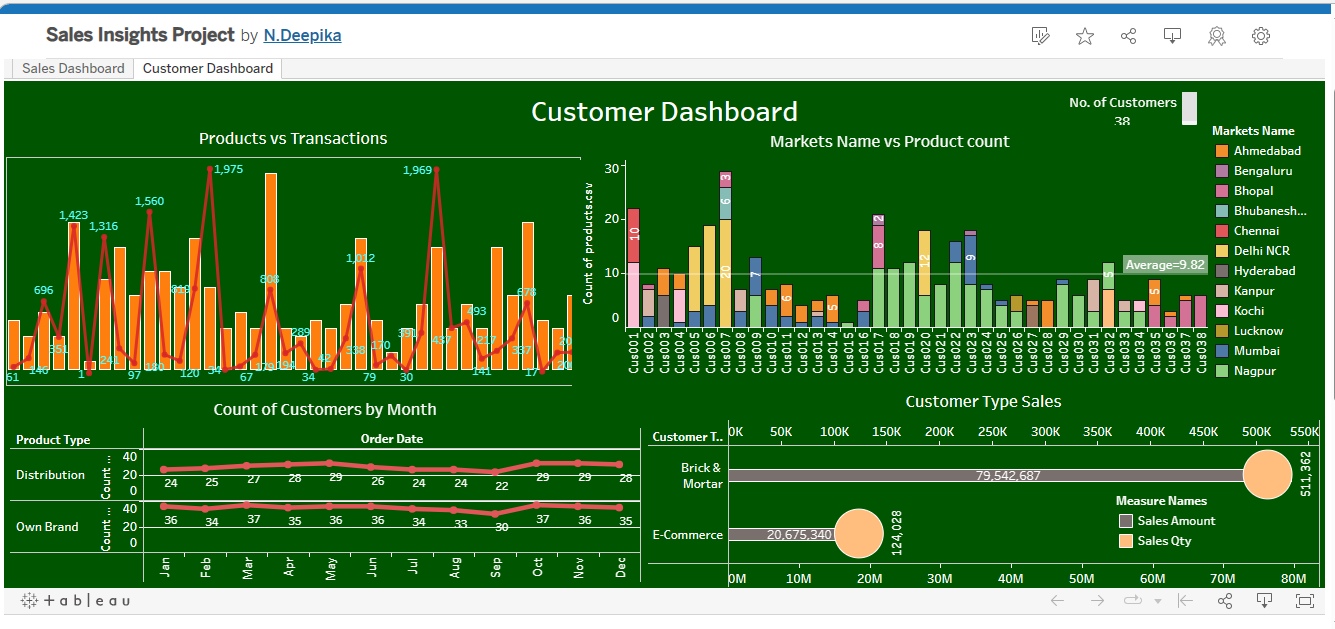 Sales Insights Project by N.Deepika
Sales Dashboard Customer Dashboard
Customer Dashboard
No. of Customers
38
Products vs Transactions
1,423
1,316
1,560
1,975
1,969
696
351
61
146
1
241
97
180
819
120
34
67
808
179
194
289
34
42
338
1,012
79
170
30
391
437
493
141
217
337
678
17
20
20
Markets Name vs Product count
Count of products.csv
30
20
10
0
10
20
6
3
7
6
5
8
2
12
9
5
5
Average=9.82
Cus001 Cus002 Cus003 Cus004 Cus005 Cus006 Cus007 Cus008 Cus009 Cus010 Cus011 Cus012 Cus013 Cus014 Cus015 Cus016 Cus017 Cus018 Cus019 Cus020 Cus021 Cus022 Cus023 Cus024 Cus025 Cus026 Cus027 Cus028 Cus029 Cus030 Cus031 Cus032 Cus033 Cus034 Cus035 Cus036 Cus037 Cus038
Markets Name
Ahmedabad
Bengaluru
Bhopal
Bhubanesh...
Chennai
Delhi NCR
Hyderabad
Kanpur
Kochi
Lucknow
Mumbai
Nagpur
Count of Customers by Month
Product Type
Order Date
Distribution
Count ...
40
20
0
24 25 27 28 29 26 24 24 22 29 29 28
Own Brand
Count ...
40
20
0
36 34 37 35 36 36 34 33 30 37 36 35
Jan Feb Mar Apr May Jun Jul Aug Sep Oct Nov Dec
Customer Type Sales
Customer T..
0K 50K 100K 150K 200K 250K 300K 350K 400K 450K 500K 550K
Brick &
Mortar
79,542,687
511,362
E-Commerce
20,675,340
124,028
Measure Names
Sales Amount
Sales Qty
0M 10M 20M 30M 40M 50M 60M 70M 80M
+ableau